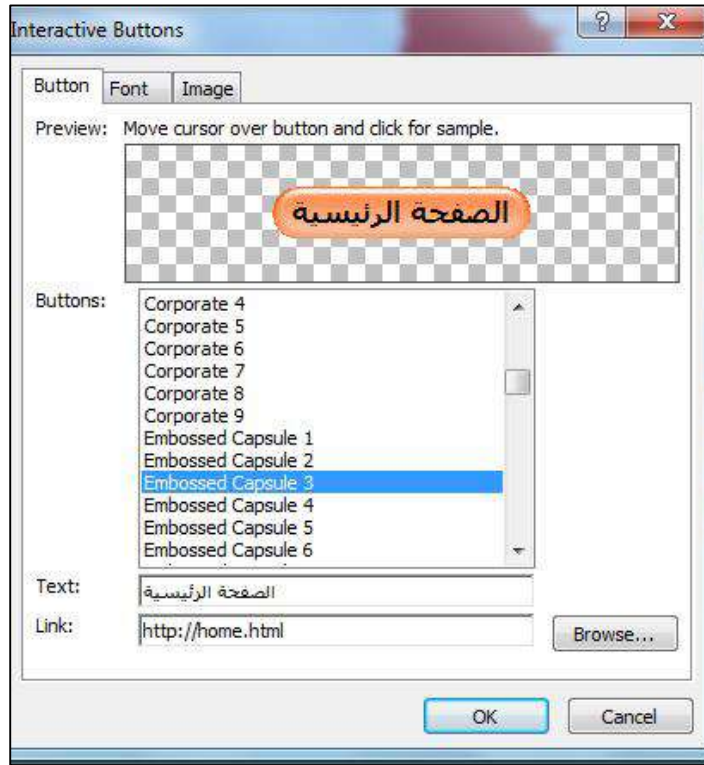 Interactive Buttons
Button Font Image
Preview: Move cursor over button and click for sample.
الصفحة الرئيسية
Buttons:
Corporate 4
Corporate 5
Corporate 6
Corporate 7
Corporate 8
Corporate 9
Embossed Capsule 1
Embossed Capsule 2
Embossed Capsule 3
Embossed Capsule 4
Embossed Capsule 5
Embossed Capsule 6
Text: الصفحة الرئيسية
Link: http://home.html Browse...
OK Cancel